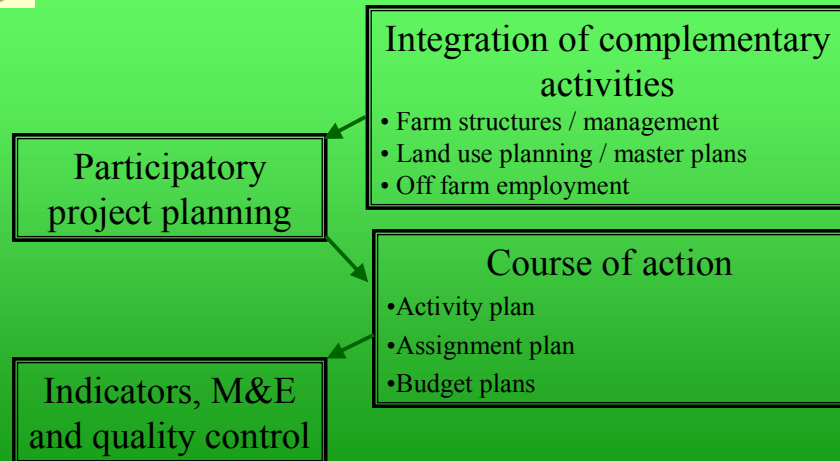 Integration of complementary
activities
• Farm structures / management
• Land use planning / master plans
• Off farm employment
Participatory
project planning
Course of action
•Activity plan
•Assignment plan
•Budget plans
Indicators, M&E
and quality control